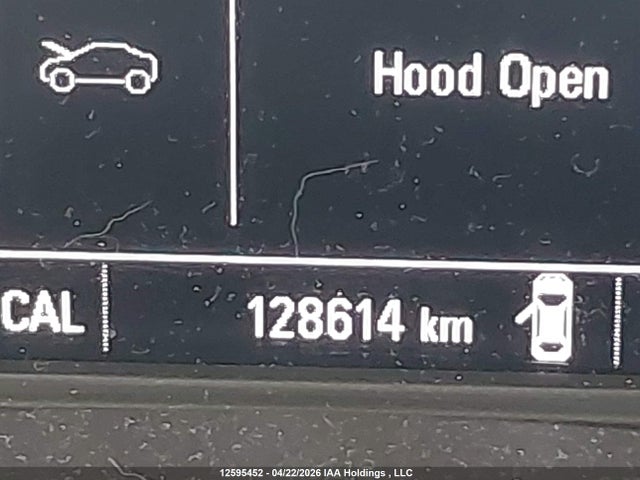 Hood Open
CAL
128614 km
12595452 - 04/22/2026 IAA Holdings , LLC